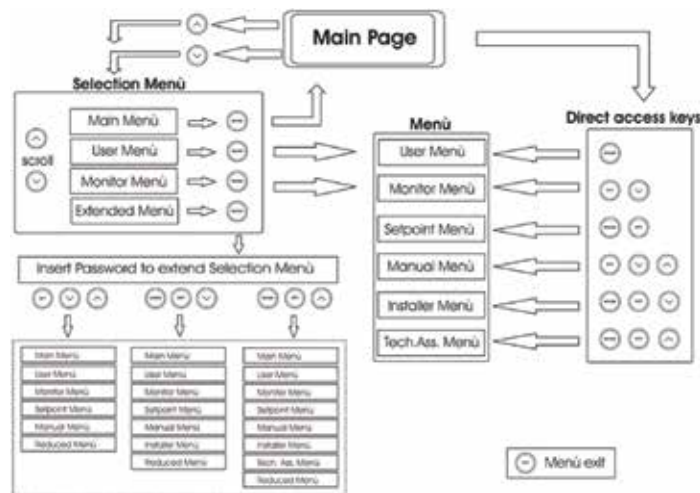 Main Page
Selection Menù
Main Menù
User Menù
Monitor Menù
Extended Menù
scroll
Menù
User Menù
Monitor Menù
Setpoint Menù
Manual Menù
Installer Menù
Tech.Ass. Menù
Direct access keys
Insert Password to extend Selection Menù
Main Menù
User Menù
Monitor Menù
Setpoint Menù
Manual Menù
Reduced Menù
Main Menù
User Menù
Monitor Menù
Setpoint Menù
Manual Menù
Installer Menù
Reduced Menù
Main Menù
User Menù
Monitor Menù
Setpoint Menù
Manual Menù
Installer Menù
Tech. Ass. Menù
Reduced Menù
Menù exit